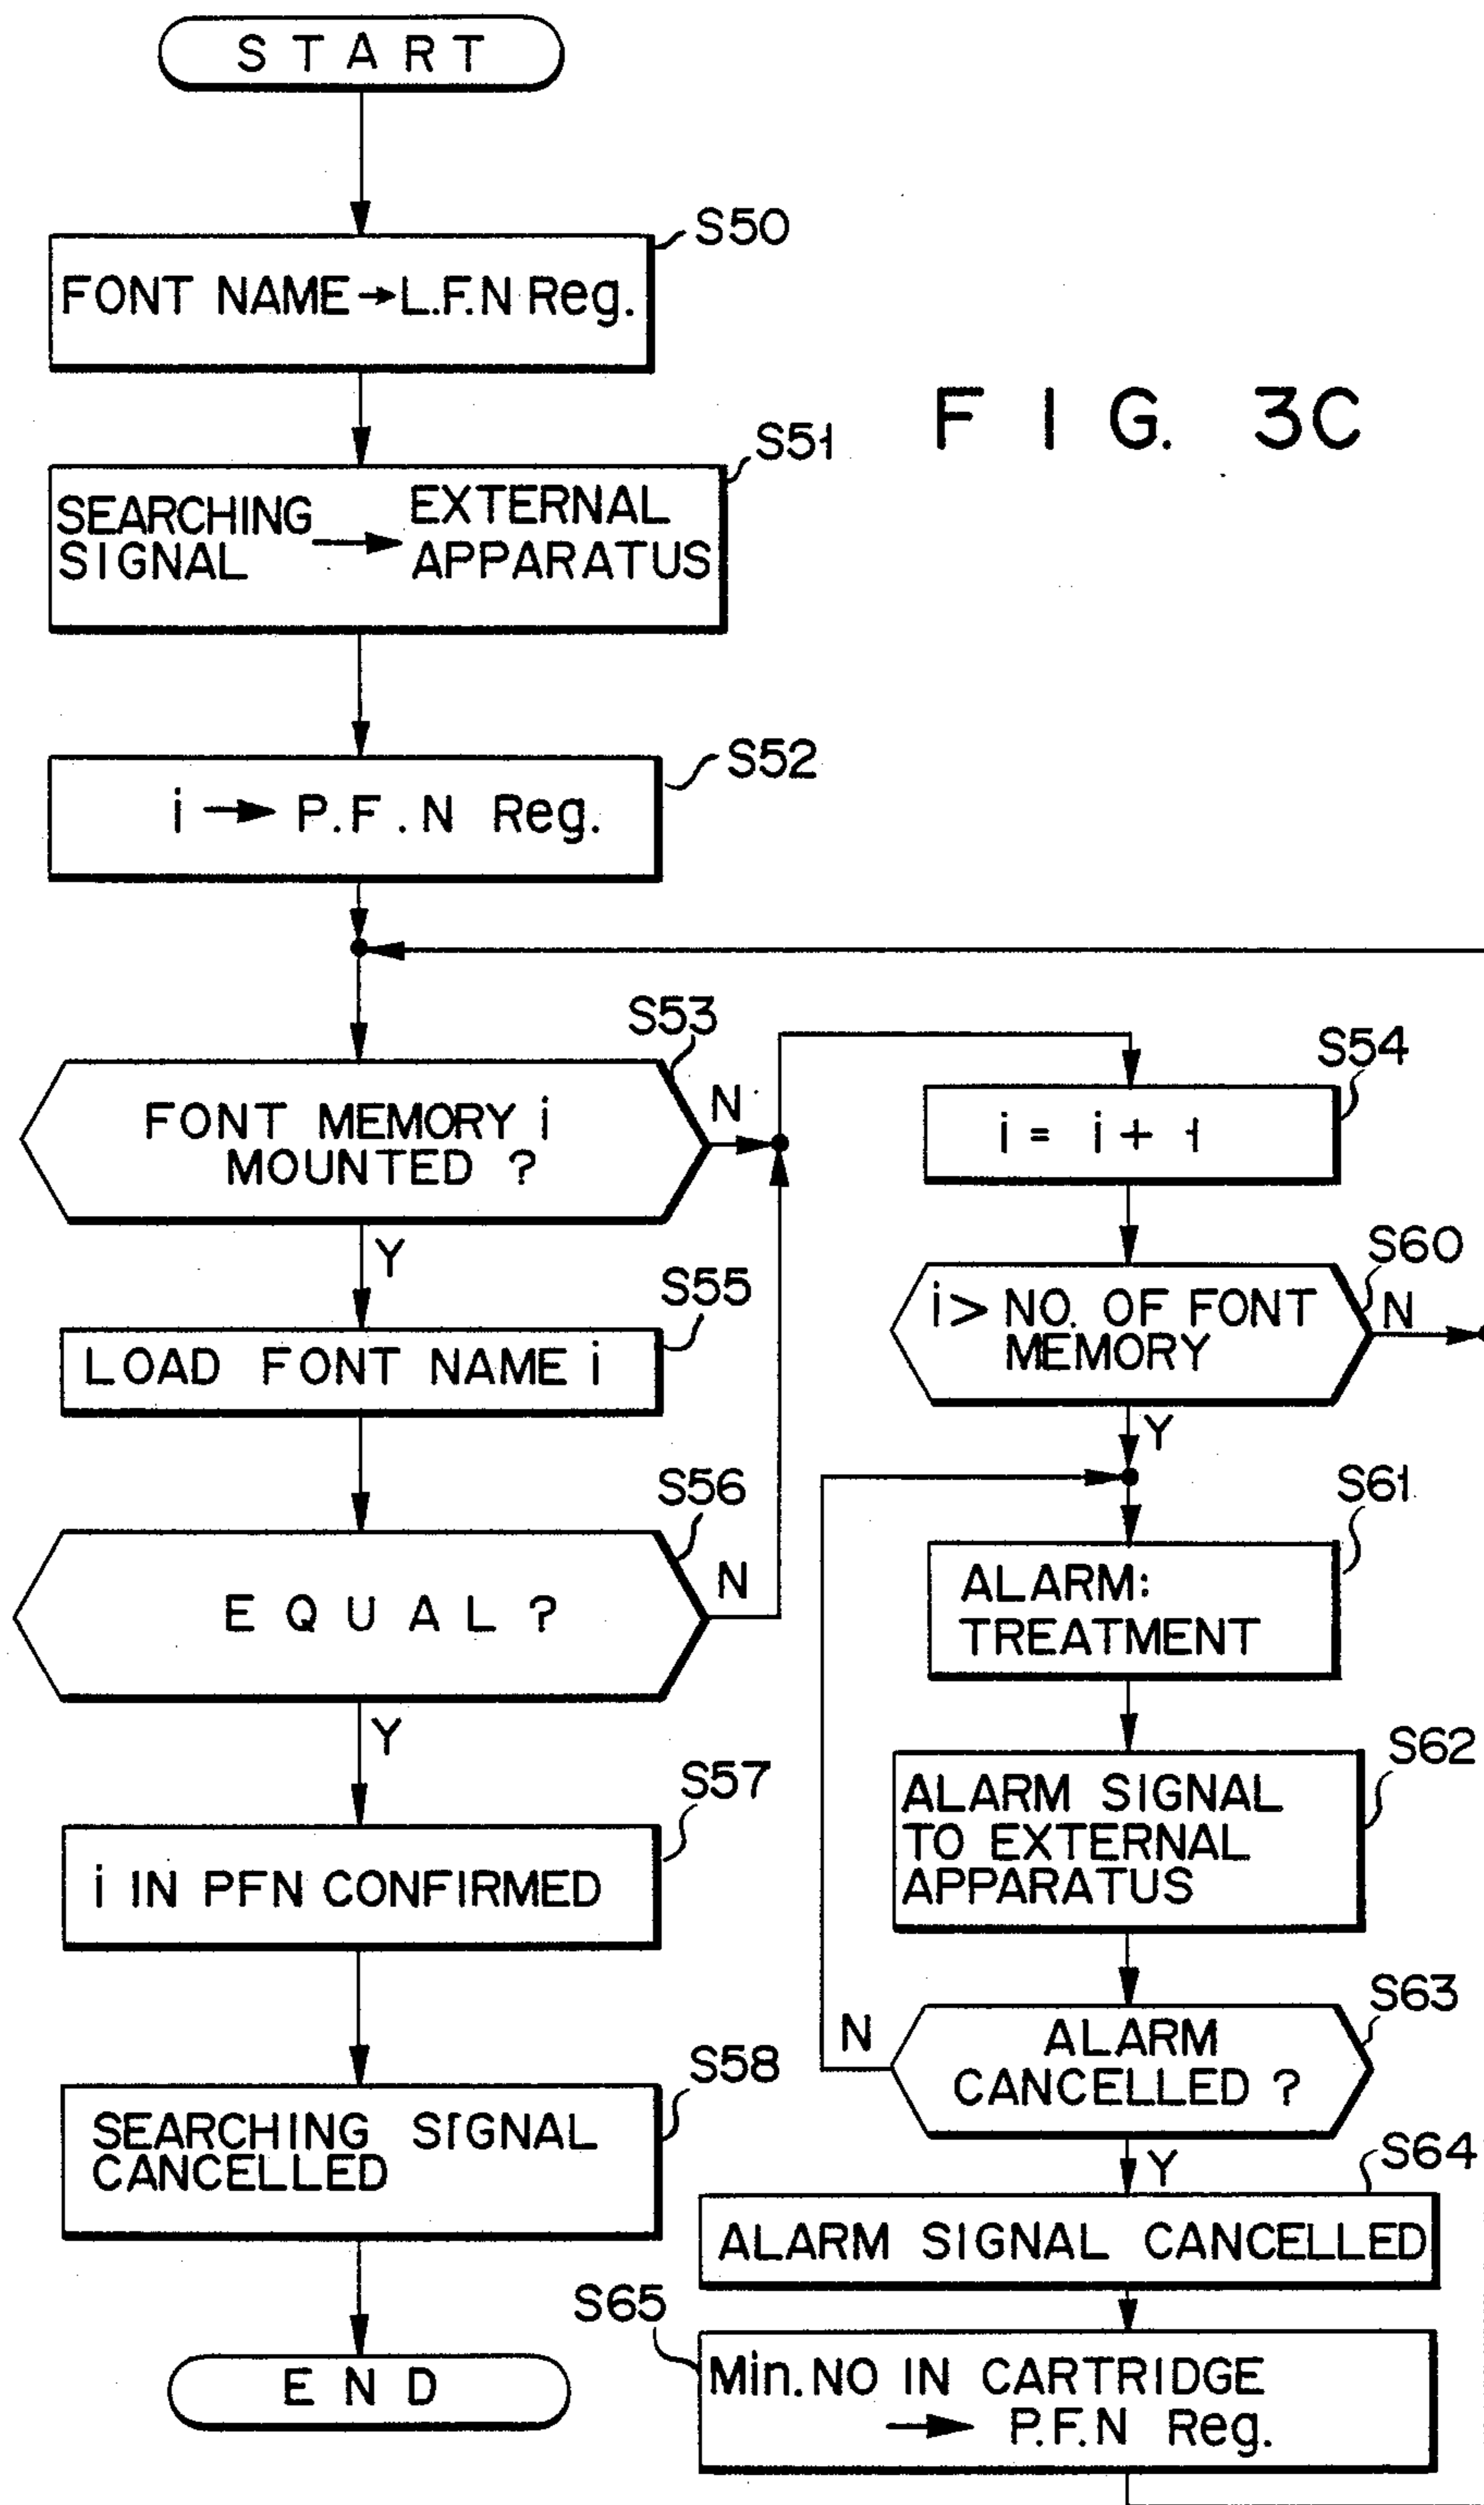 START
S50
FONT NAME→L.F.N Reg.
F I G. 3C
S51
SEARCHING SIGNAL → EXTERNAL APPARATUS
S52
i → P.F.N Reg.
S53
FONT MEMORY i
MOUNTED ?
N
Y
S54
i = i + 1
S55
LOAD FONT NAME i
S60
i > NO. OF FONT
MEMORY
N
Y
S56
EQUAL ?
N
Y
S61
ALARM:
TREATMENT
S57
i IN PFN CONFIRMED
S62
ALARM SIGNAL
TO EXTERNAL
APPARATUS
S63
ALARM
CANCELLED ?
N
Y
S58
SEARCHING SIGNAL
CANCELLED
S64
ALARM SIGNAL CANCELLED
S65
Min. NO IN CARTRIDGE
→ P.F.N Reg.
END